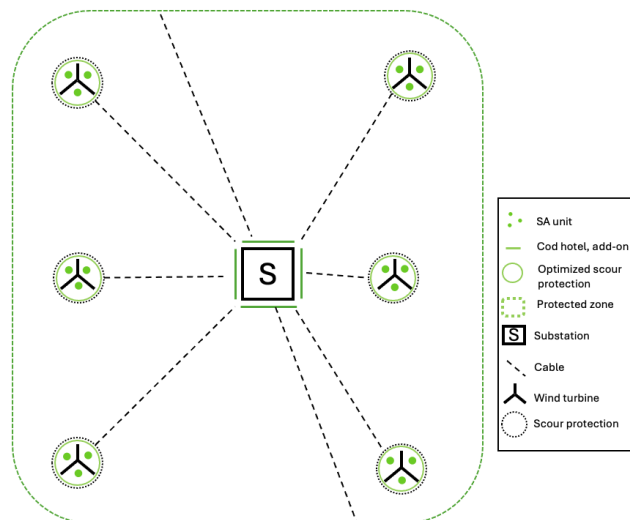 S
SA unit
Cod hotel, add-on
Optimized scour
protection
Protected zone
S
Substation
Cable
Wind turbine
Scour protection